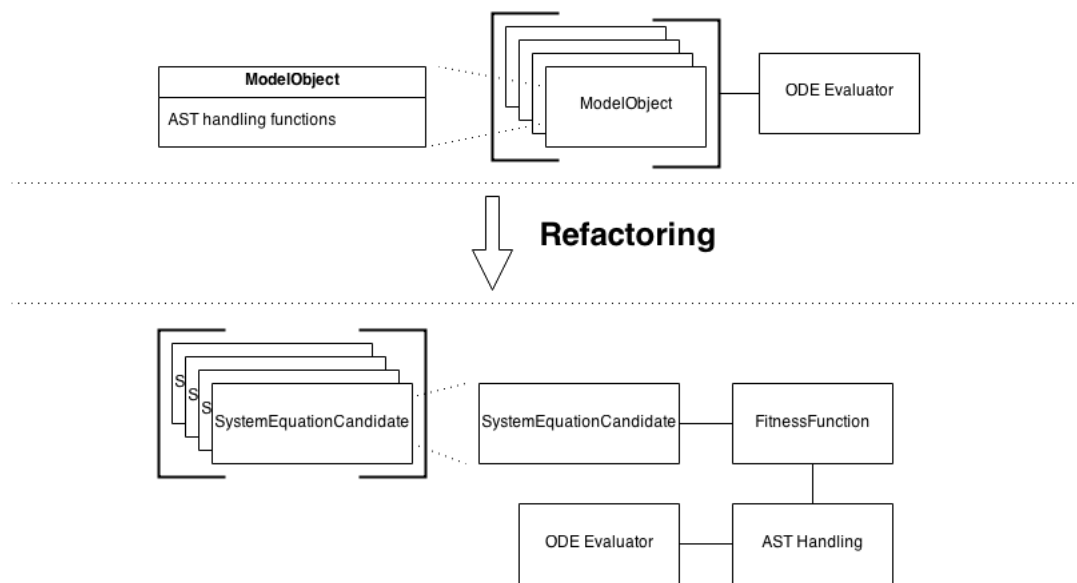 ModelObject
AST handling functions
ModelObject
ODE Evaluator
Refactoring
S
S
S
SystemEquationCandidate
SystemEquationCandidate
FitnessFunction
ODE Evaluator
AST Handling